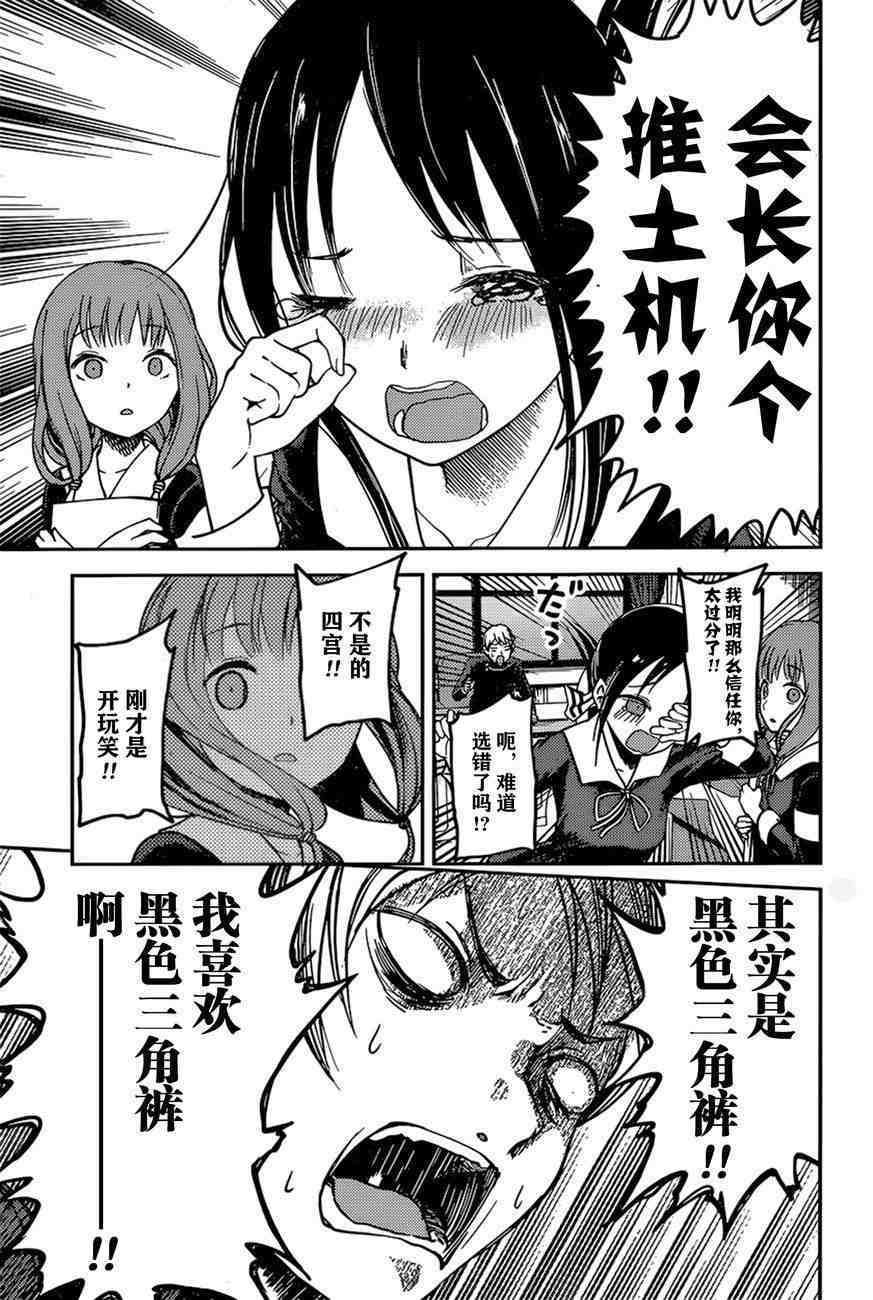 会长你个
推土机!!
我明明那么信任你,
太过分了!!
だっ
呃，难道
选错了吗!?
不是的
四宫!!
刚才是
开玩笑!!
其实是
黑色三角裤!!
我喜欢
黑色三角裤
啊——!!